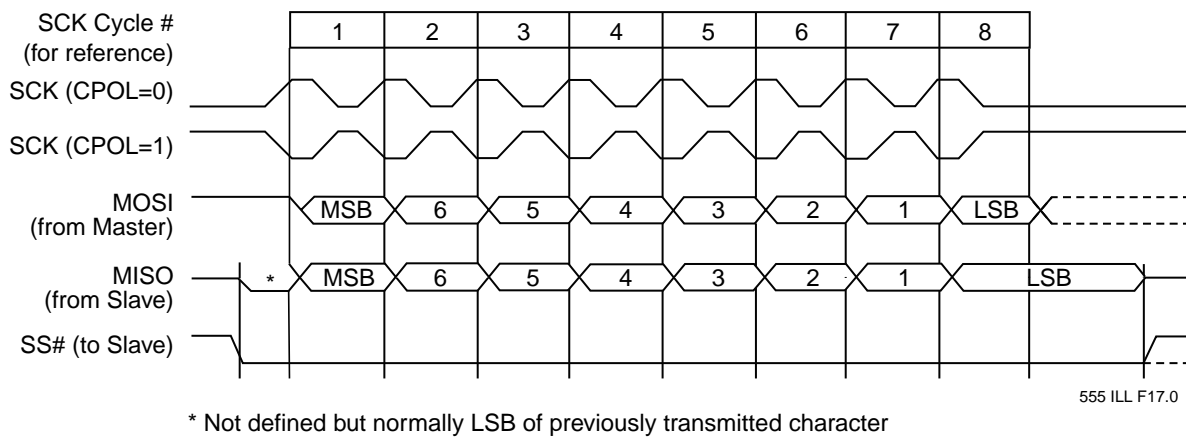 SCK Cycle # 1 2 3 4 5 6 7 8
(for reference)
SCK (CPOL=0)
SCK (CPOL=1)
MOSI MSB 6 5 4 3 2 1 LSB
(from Master)
MISO * MSB 6 5 4 3 2 1 LSB
(from Slave)
SS# (to Slave)
555 ILL F17.0
* Not defined but normally LSB of previously transmitted character